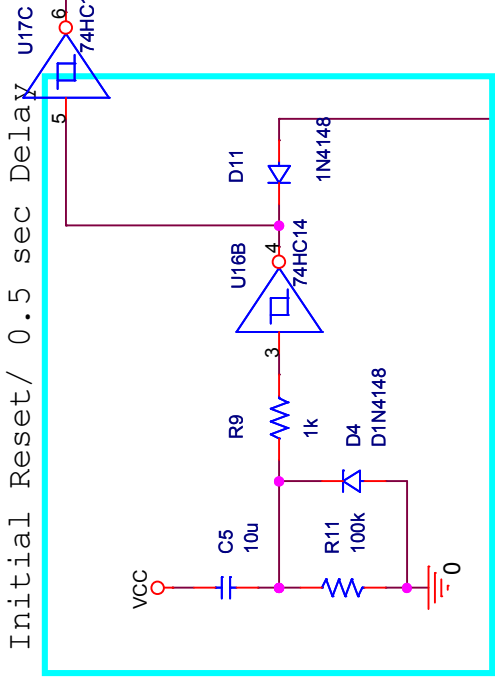 Initial Reset/ 0.5 sec Delay
VCC
C5
10u
R11
100k
0
R9
1k
D4
D1N4148
3
U16B
4
74HC14
D11
1N4148
5
U17C
6